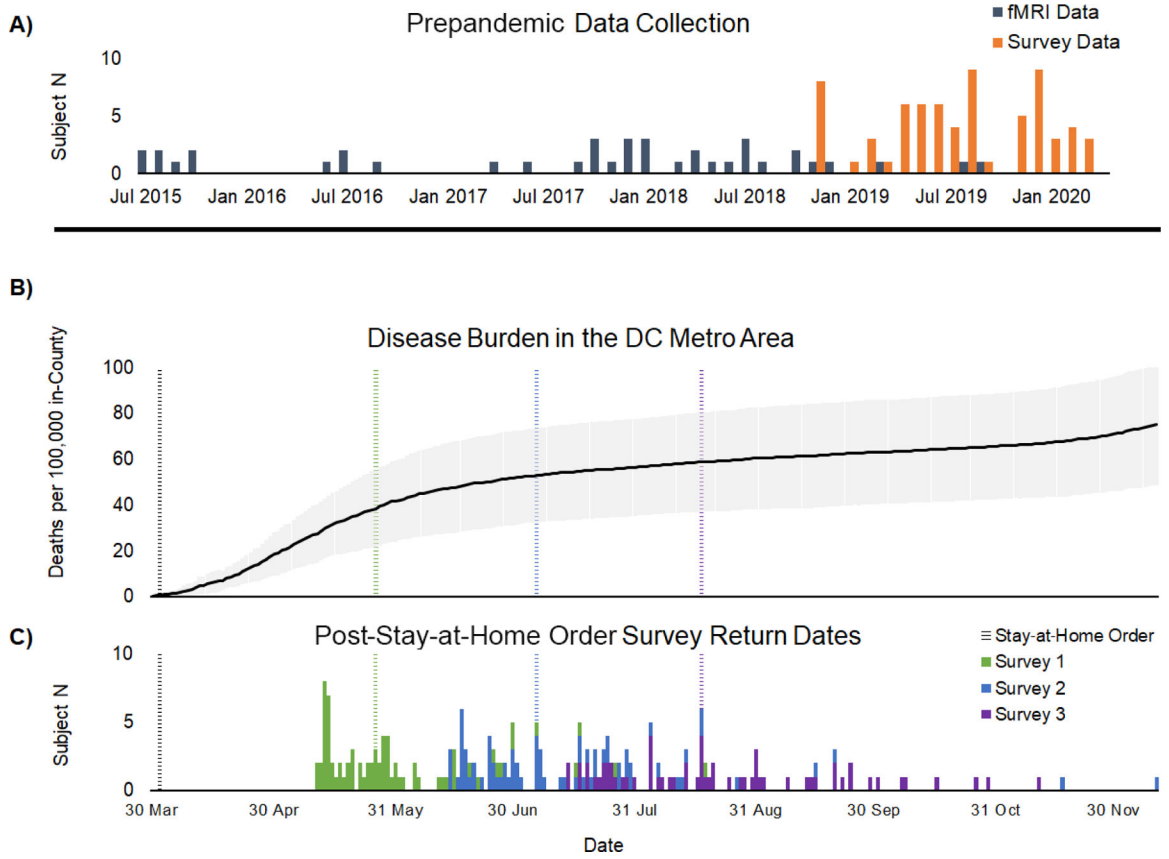 A)
Prepandemic Data Collection
fMRI Data
Survey Data
Subject N
10
5
0
Jul 2015 Jan 2016 Jul 2016 Jan 2017 Jul 2017 Jan 2018 Jul 2018 Jan 2019 Jul 2019 Jan 2020
B)
Disease Burden in the DC Metro Area
Deaths per 100,000 in-County
100
80
60
40
20
0
C)
Post-Stay-at-Home Order Survey Return Dates
Stay-at-Home Order
Survey 1
Survey 2
Survey 3
Subject N
10
5
0
30 Mar 30 Apr 31 May 30 Jun 31 Jul 31 Aug 30 Sep 31 Oct 30 Nov
Date